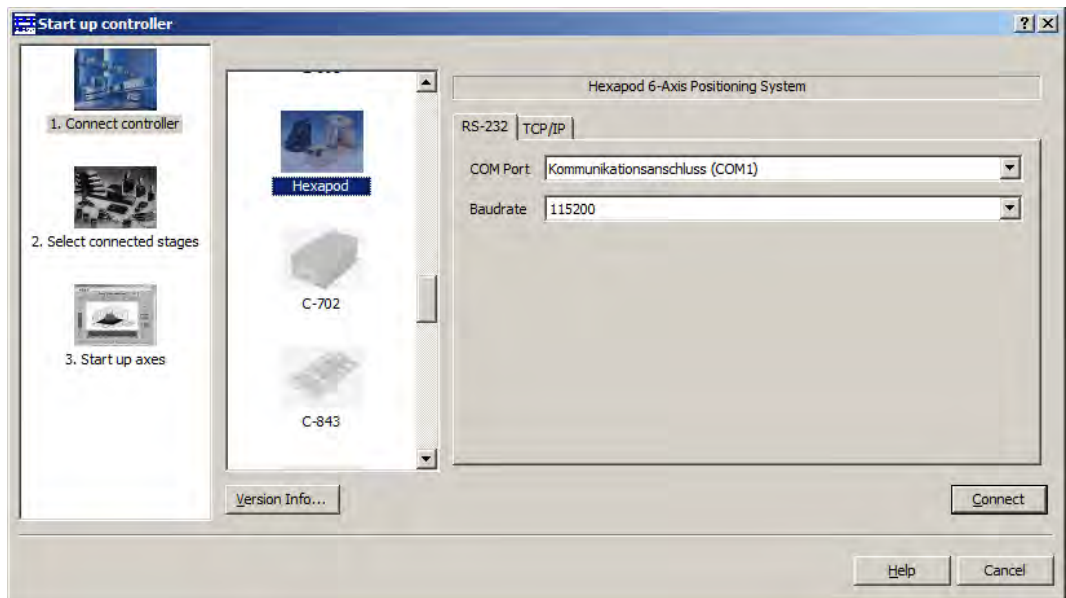 Start up controller
1. Connect controller
2. Select connected stages
3. Start up axes
Hexapod
C-702
C-843
Version Info...
Hexapod 6-Axis Positioning System
RS-232
TCP/IP
COM Port Kommunikationsanschluss (COM1)
Baudrate 115200
Connect
Help
Cancel